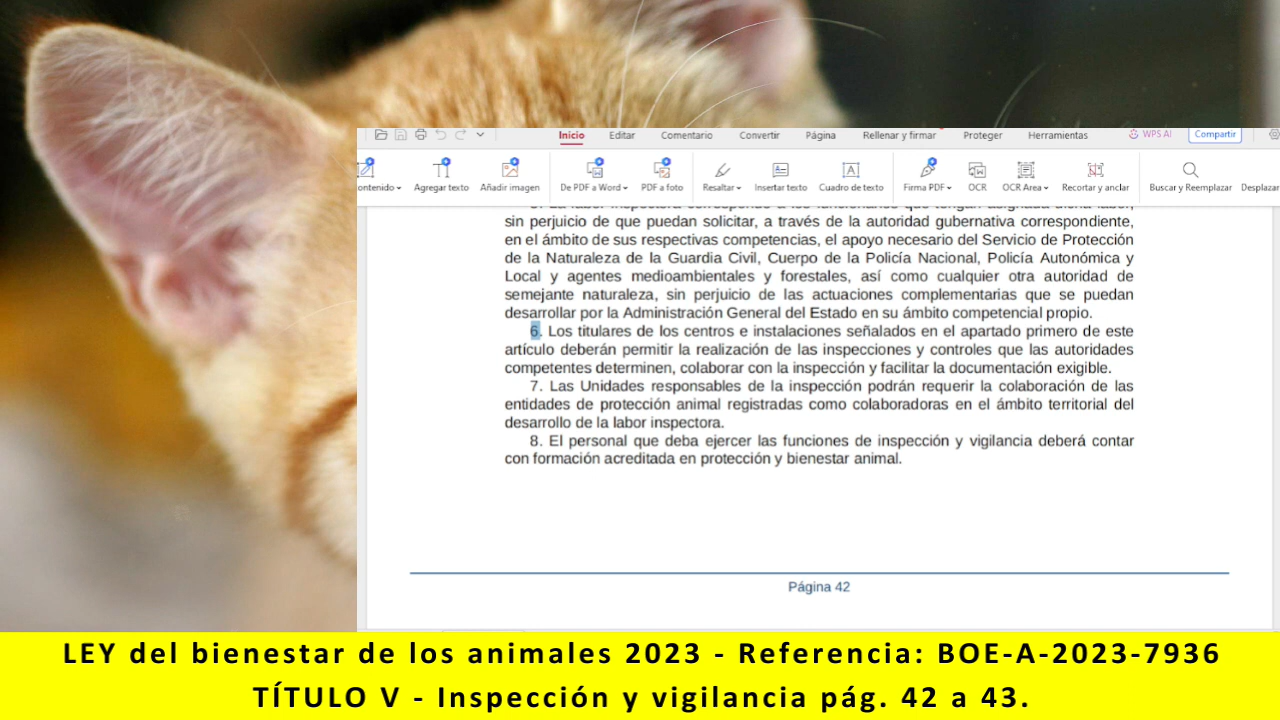 Inicio Editar Comentario Convertir Página Rellenar y firmar Proteger Herramientas WPS AI Compartir
Agregar texto Añadir imagen De PDF a Word PDF a foto Resaltar Insertar texto Cuadro de texto Firma PDF OCR OCR Area Recortar y anclar Buscar y Reemplazar
sin perjuicio de que puedan solicitar, a través de la autoridad gubernativa correspondiente,
en el ámbito de sus respectivas competencias, el apoyo necesario del Servicio de Protección
de la Naturaleza de la Guardia Civil, Cuerpo de la Policía Nacional, Policía Autonómica y
Local y agentes medioambientales y forestales, así como cualquier otra autoridad de
semejante naturaleza, sin perjuicio de las actuaciones complementarias que se puedan
desarrollar por la Administración General del Estado en su ámbito competencial propio.
6. Los titulares de los centros e instalaciones señalados en el apartado primero de este
artículo deberán permitir la realización de las inspecciones y controles que las autoridades
competentes determinen, colaborar con la inspección y facilitar la documentación exigible.
7. Las Unidades responsables de la inspección podrán requerir la colaboración de las
entidades de protección animal registradas como colaboradoras en el ámbito territorial del
desarrollo de la labor inspectora.
8. El personal que deba ejercer las funciones de inspección y vigilancia deberá contar
con formación acreditada en protección y bienestar animal.
Página 42
LEY del bienestar de los animales 2023 - Referencia: BOE-A-2023-7936
TÍTULO V - Inspección y vigilancia pág. 42 a 43.